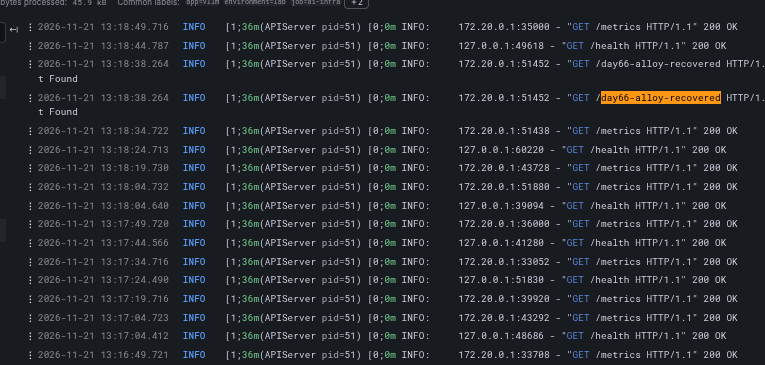 bytes processed: 45.9 kB Common labels: app=vllm environment=lab job=ai-infra +2
2026-11-21 13:18:49.716 INFO [1;36m(APIServer pid=51) [0;0m INFO: 172.20.0.1:35000 - "GET /metrics HTTP/1.1" 200 OK
2026-11-21 13:18:44.787 INFO [1;36m(APIServer pid=51) [0;0m INFO: 127.0.0.1:49618 - "GET /health HTTP/1.1" 200 OK
2026-11-21 13:18:38.264 INFO [1;36m(APIServer pid=51) [0;0m INFO: 172.20.0.1:51452 - "GET /day66-alloy-recovered HTTP/1.
t Found
2026-11-21 13:18:38.264 INFO [1;36m(APIServer pid=51) [0;0m INFO: 172.20.0.1:51452 - "GET /day66-alloy-recovered HTTP/1.
t Found
2026-11-21 13:18:34.722 INFO [1;36m(APIServer pid=51) [0;0m INFO: 172.20.0.1:51438 - "GET /metrics HTTP/1.1" 200 OK
2026-11-21 13:18:24.713 INFO [1;36m(APIServer pid=51) [0;0m INFO: 127.0.0.1:60220 - "GET /health HTTP/1.1" 200 OK
2026-11-21 13:18:19.730 INFO [1;36m(APIServer pid=51) [0;0m INFO: 172.20.0.1:43728 - "GET /metrics HTTP/1.1" 200 OK
2026-11-21 13:18:04.732 INFO [1;36m(APIServer pid=51) [0;0m INFO: 172.20.0.1:51880 - "GET /metrics HTTP/1.1" 200 OK
2026-11-21 13:18:04.640 INFO [1;36m(APIServer pid=51) [0;0m INFO: 127.0.0.1:39094 - "GET /health HTTP/1.1" 200 OK
2026-11-21 13:17:49.720 INFO [1;36m(APIServer pid=51) [0;0m INFO: 172.20.0.1:36000 - "GET /metrics HTTP/1.1" 200 OK
2026-11-21 13:17:44.566 INFO [1;36m(APIServer pid=51) [0;0m INFO: 127.0.0.1:41280 - "GET /health HTTP/1.1" 200 OK
2026-11-21 13:17:34.716 INFO [1;36m(APIServer pid=51) [0;0m INFO: 172.20.0.1:33052 - "GET /metrics HTTP/1.1" 200 OK
2026-11-21 13:17:24.490 INFO [1;36m(APIServer pid=51) [0;0m INFO: 127.0.0.1:51830 - "GET /health HTTP/1.1" 200 OK
2026-11-21 13:17:19.716 INFO [1;36m(APIServer pid=51) [0;0m INFO: 172.20.0.1:39920 - "GET /metrics HTTP/1.1" 200 OK
2026-11-21 13:17:04.723 INFO [1;36m(APIServer pid=51) [0;0m INFO: 172.20.0.1:43292 - "GET /metrics HTTP/1.1" 200 OK
2026-11-21 13:17:04.412 INFO [1;36m(APIServer pid=51) [0;0m INFO: 127.0.0.1:48686 - "GET /health HTTP/1.1" 200 OK
2026-11-21 13:16:49.721 INFO [1;36m(APIServer pid=51) [0;0m INFO: 172.20.0.1:33708 - "GET /metrics HTTP/1.1" 200 OK